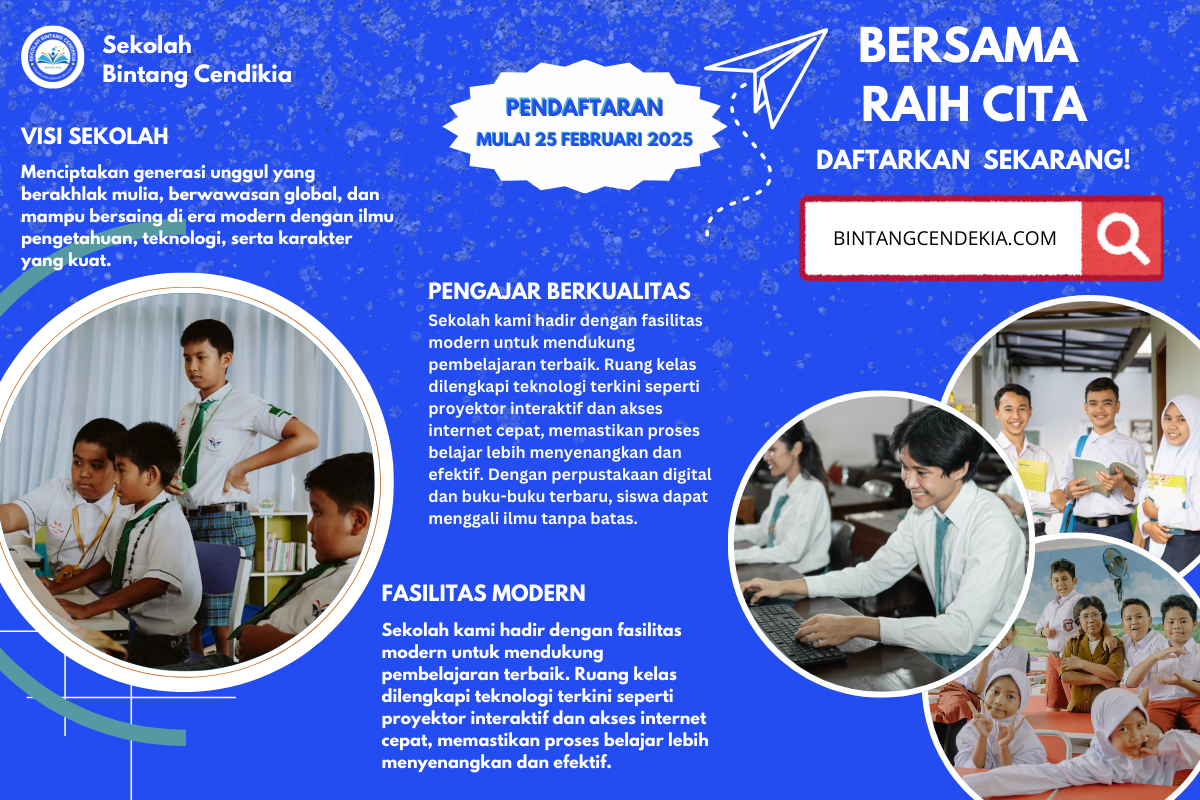 Sekolah
Bintang Cendikia
VISI SEKOLAH
Menciptakan generasi unggul yang
berakhlak mulia, berwawasan global, dan
mampu bersaing di era modern dengan ilmu
pengetahuan, teknologi, serta karakter
yang kuat.
PENDAFTARAN
MULAI 25 FEBRUARI 2025
PENGAJAR BERKUALITAS
Sekolah kami hadir dengan fasilitas
modern untuk mendukung
pembelajaran terbaik. Ruang kelas
dilengkapi teknologi terkini seperti
proyektor interaktif dan akses
internet cepat, memastikan proses
belajar lebih menyenangkan dan
efektif. Dengan perpustakaan digital
dan buku-buku terbaru, siswa dapat
menggali ilmu tanpa batas.
FASILITAS MODERN
Sekolah kami hadir dengan fasilitas
modern untuk mendukung
pembelajaran terbaik. Ruang kelas
dilengkapi teknologi terkini seperti
proyektor interaktif dan akses internet
cepat, memastikan proses belajar lebih
menyenangkan dan efektif.
BERSAMA
RAIH CITA
DAFTARKAN SEKARANG!
BINTANGCENDEKIA.COM